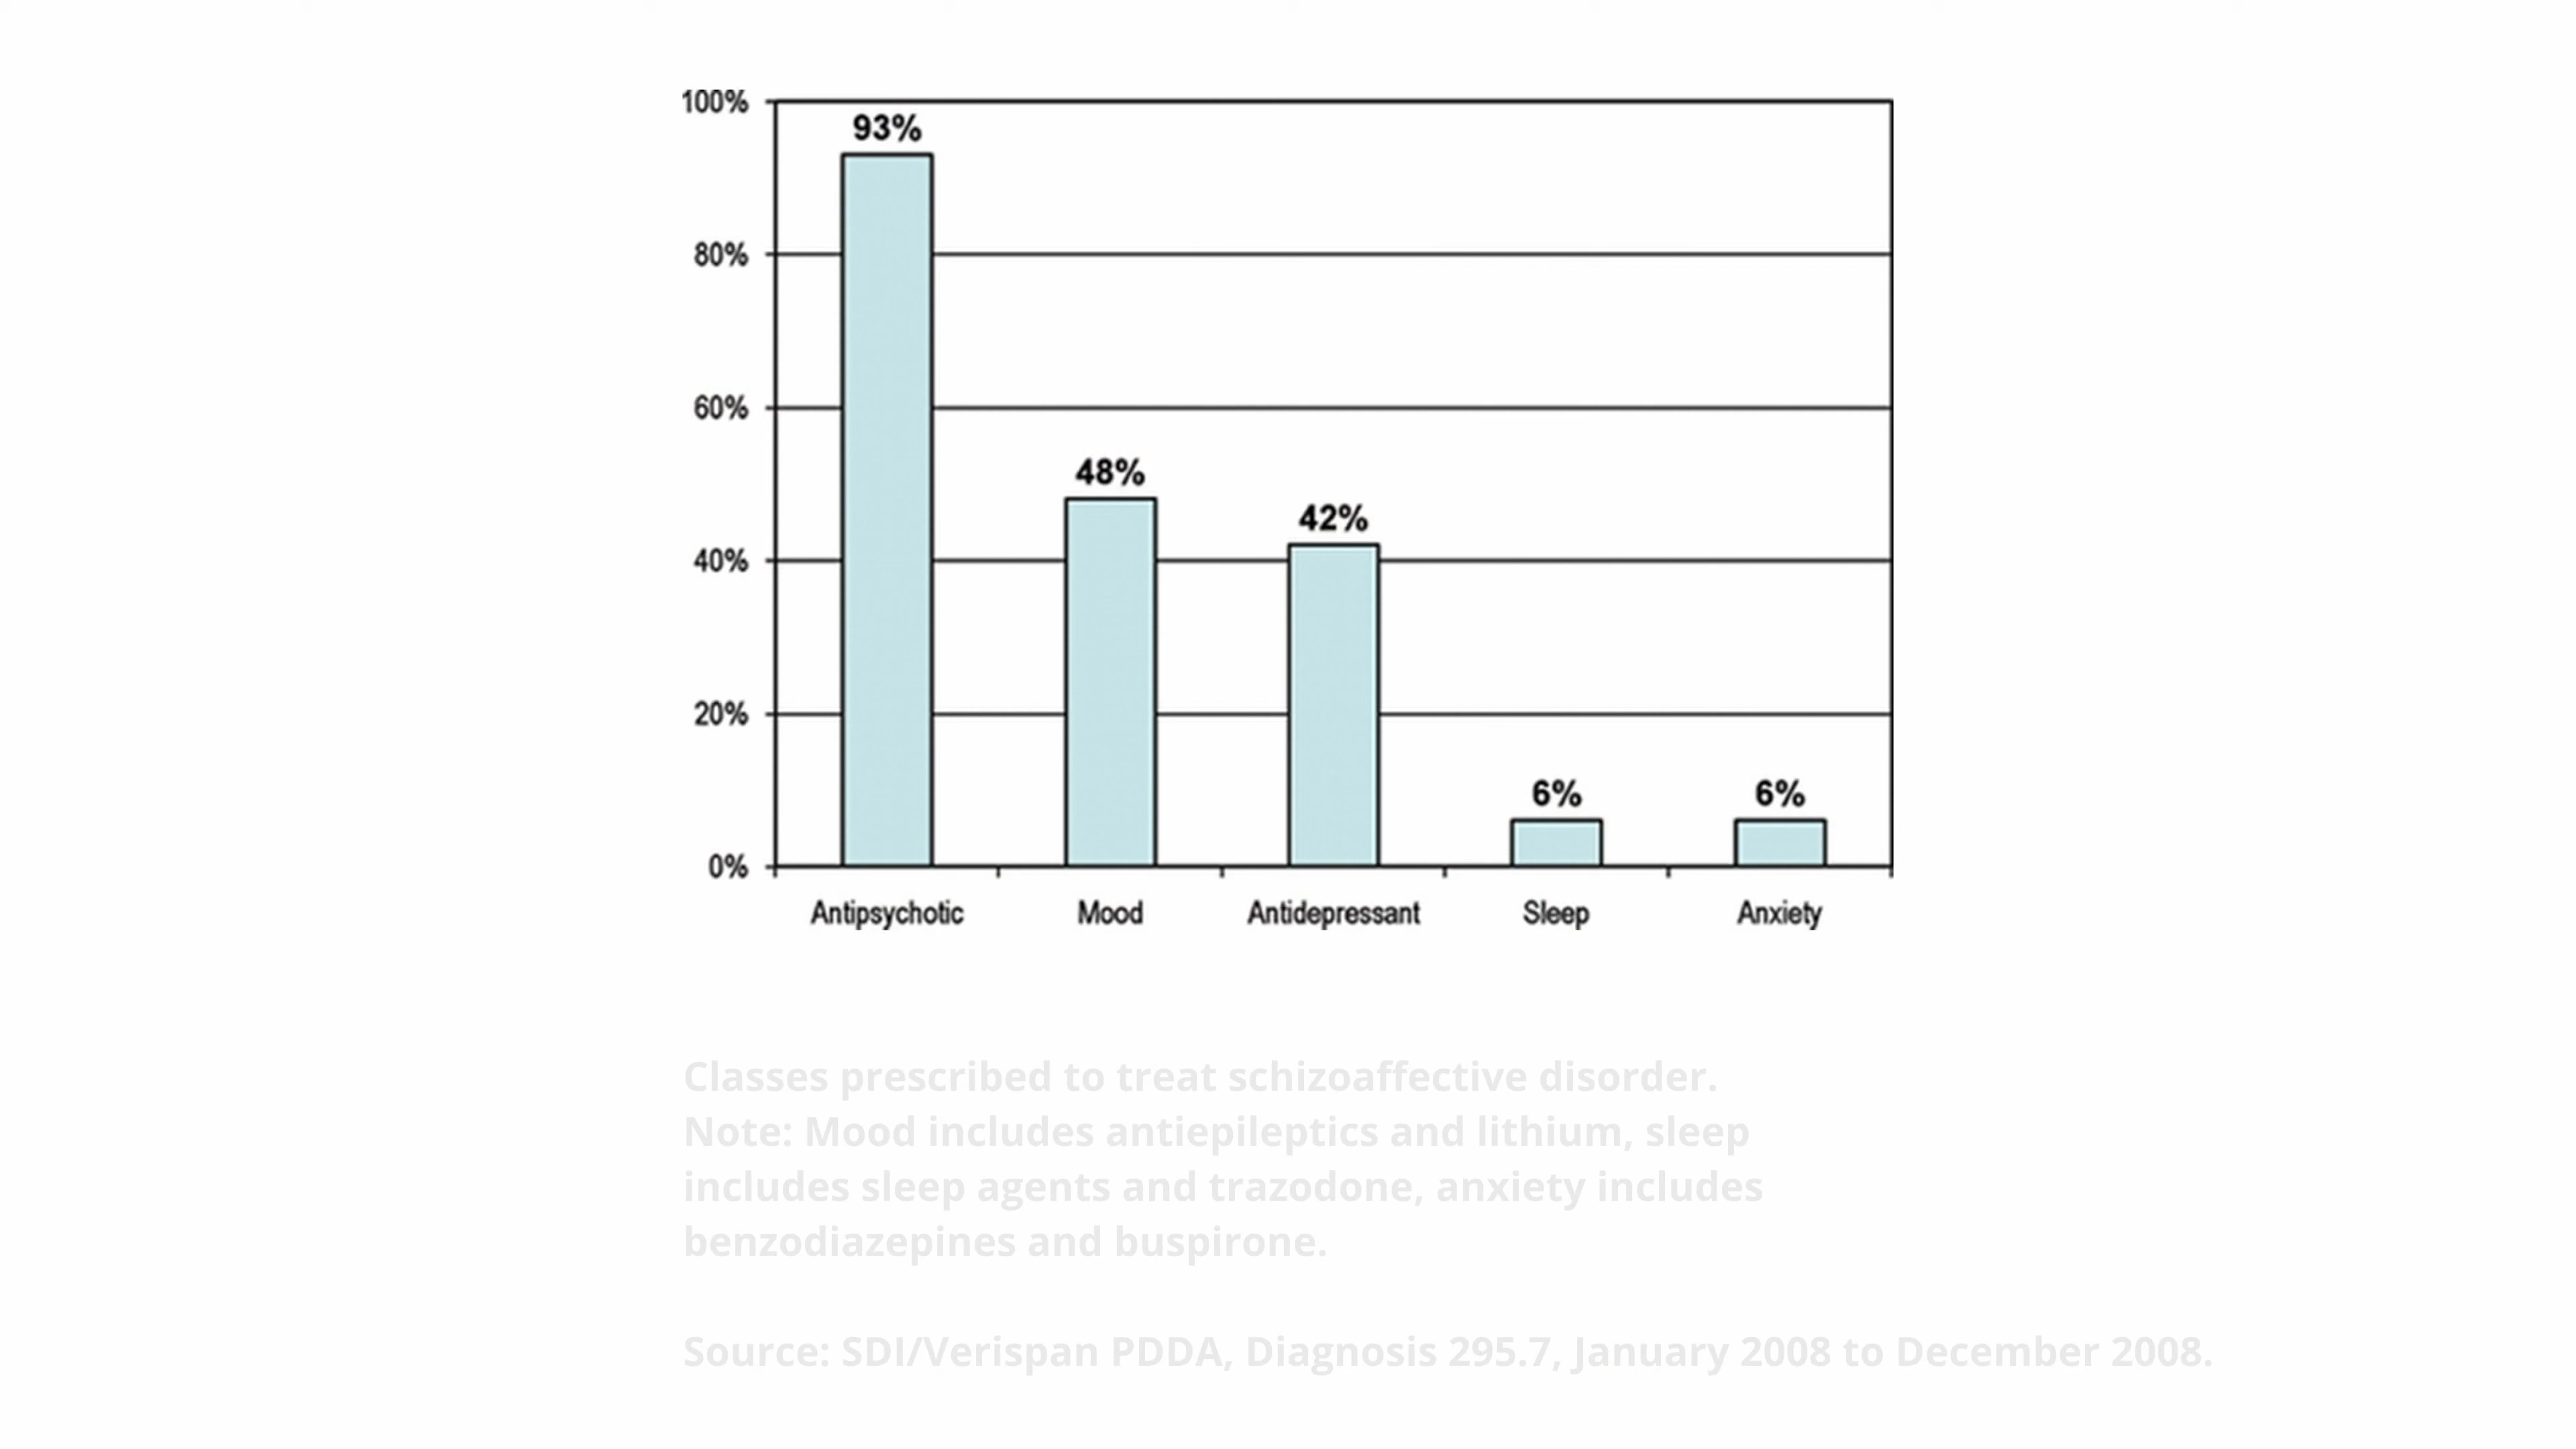 100%
93%
80%
60%
48%
42%
40%
20%
6% 6%
0%
Antipsychotic Mood Antidepressant Sleep Anxiety
Classes prescribed to treat schizoaffective disorder.
Note: Mood includes antiepileptics and lithium, sleep
includes sleep agents and trazodone, anxiety includes
benzodiazepines and buspirone.
Source: SDI/Verispan PDDA, Diagnosis 295.7, January 2008 to December 2008.